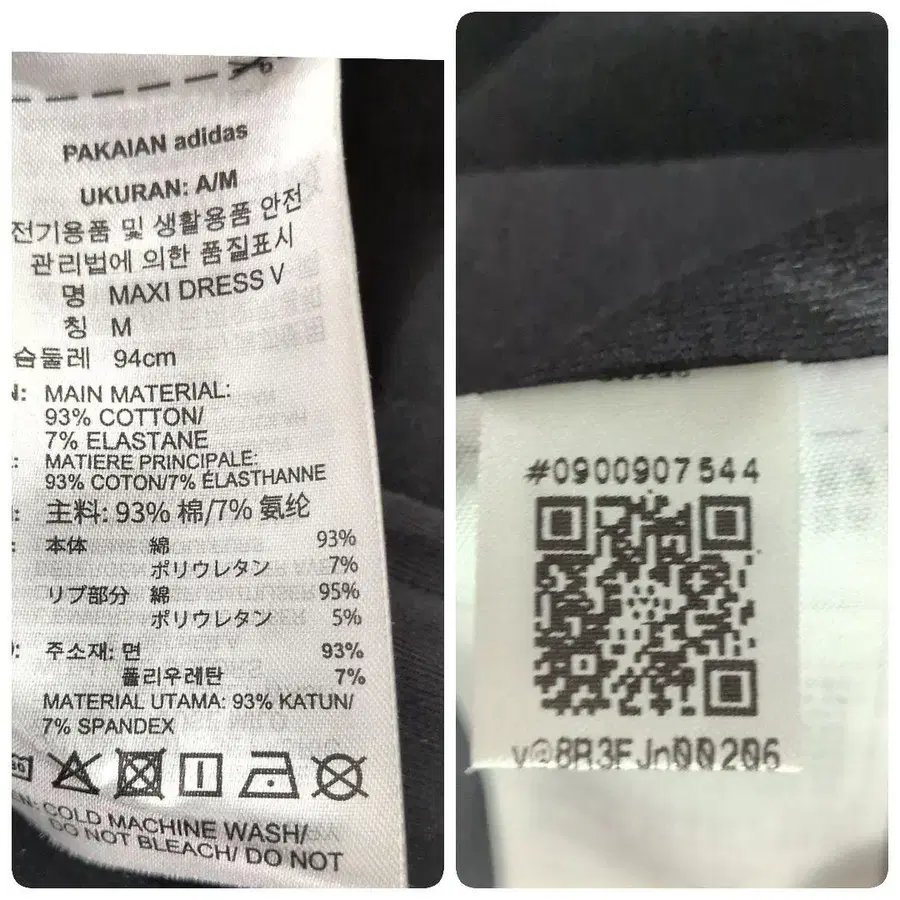 PAKAIAN adidas
UKURAN: A/M
전기용품 및 생활용품 안전
관리법에 의한 품질표시
명 MAXI DRESS V
칭 M
슴둘레 94cm
MAIN MATERIAL:
93% COTTON/
7% ELASTANE
MATIERE PRINCIPALE:
93% COTON/7% ÉLASTHANNE
主料: 93% 棉/7% 氨纶
本体 綿 93%
ポリウレタン 7%
リブ部分 綿 95%
ポリウレタン 5%
주소재: 면 93%
폴리우레탄 7%
MATERIAL UTAMA: 93% KATUN/
7% SPANDEX
COLD MACHINE WASH/
DO NOT BLEACH/ DO NOT
#0900907544
v@8R3FJn00206